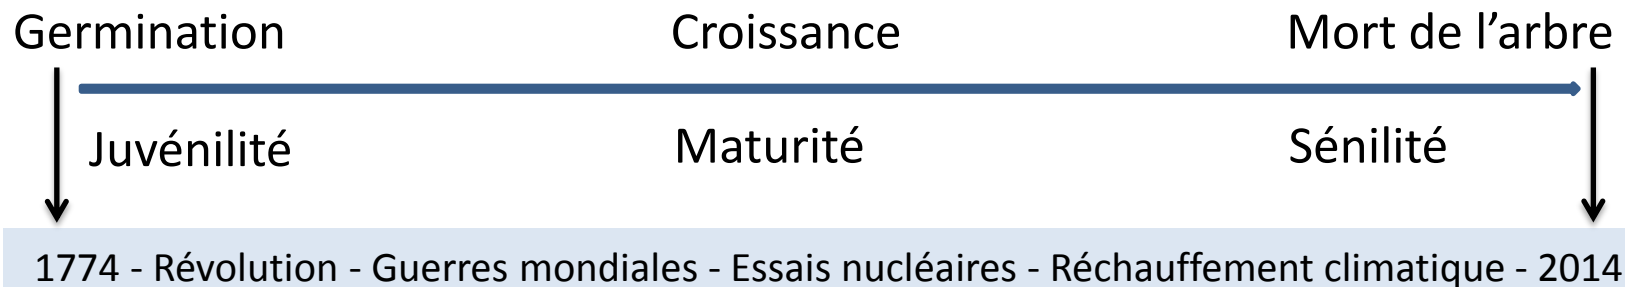 Germination Croissance Mort de l’arbre
Juvénilité Maturité Sénilité
1774 - Révolution - Guerres mondiales - Essais nucléaires - Réchauffement climatique - 2014